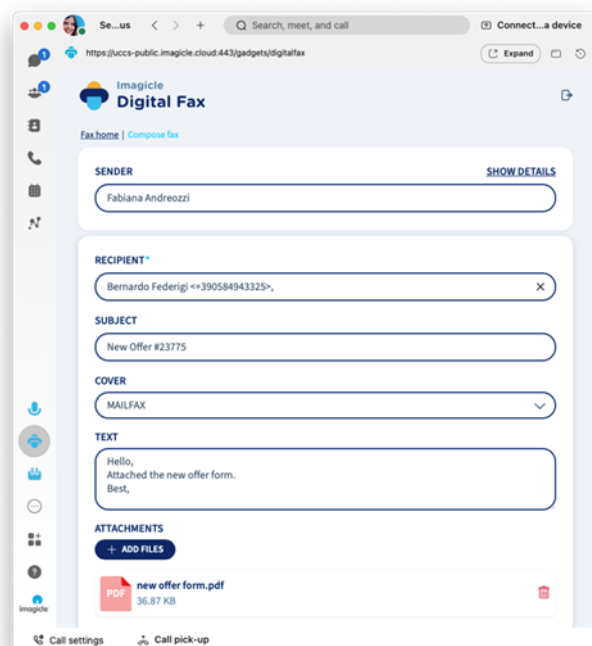 Se...us
Search, meet, and call
Connect...a device
1
https://uccs-public.imagicle.cloud:443/gadgets/digitalfax
Expand
1
Imagicle
Digital Fax
Fax home | Compose fax
SENDER
SHOW DETAILS
Fabiana Andreozzi
RECIPIENT*
Bernardo Federigi <+390584943325>,
SUBJECT
New Offer #23775
COVER
MAILFAX
TEXT
Hello,
Attached the new offer form.
Best,
ATTACHMENTS
+ ADD FILES
PDF
new offer form.pdf
36.87 KB
imagicle
Call settings
Call pick-up